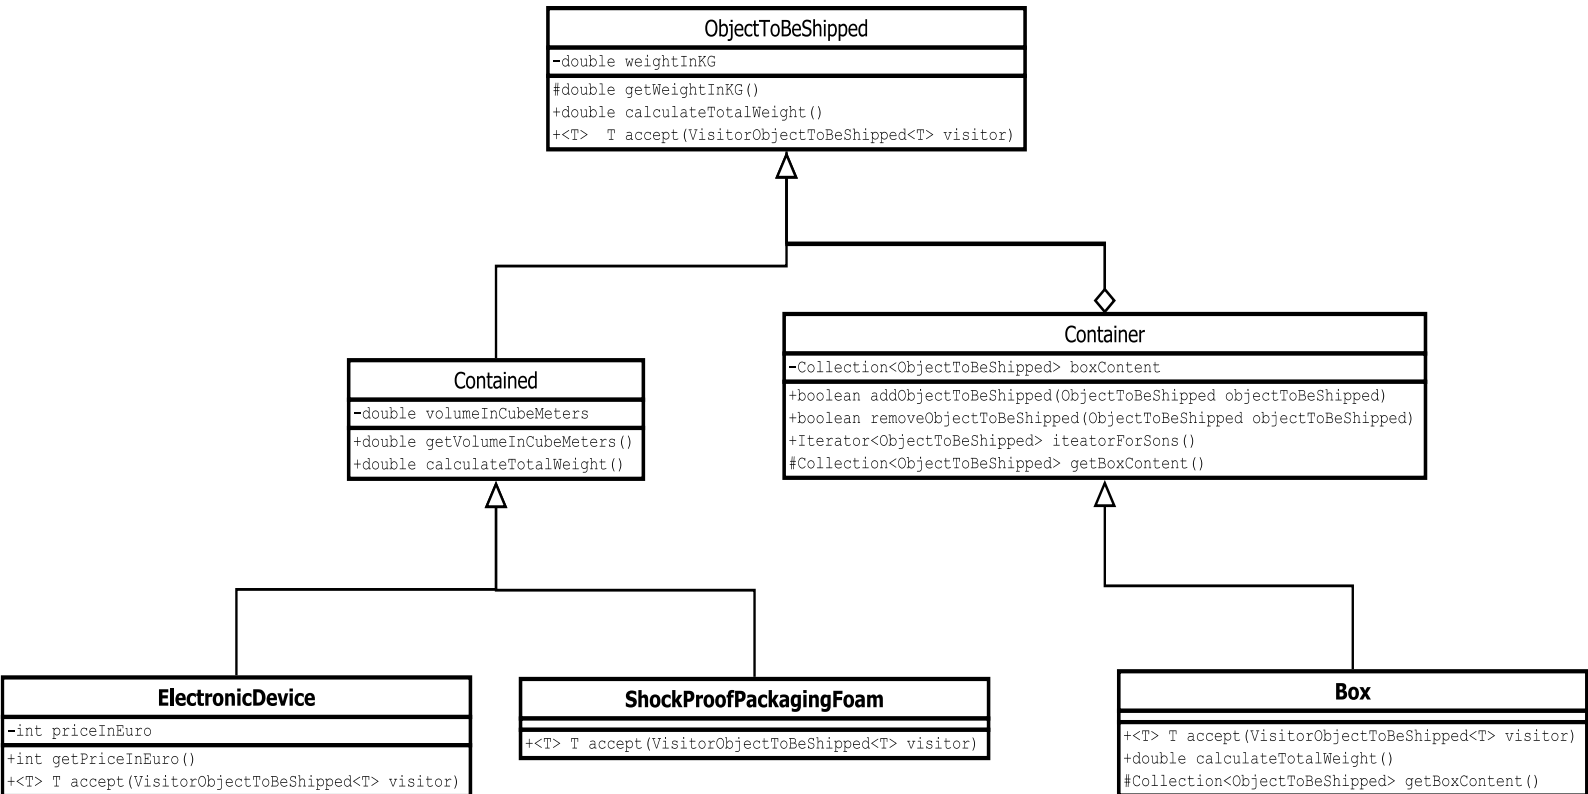 ObjectToBeShipped
-double weightInKG
#double getWeightInKG()
+double calculateTotalWeight()
+<T>  T accept(VisitorObjectToBeShipped<T> visitor)
Container
-Collection<ObjectToBeShipped> boxContent
+boolean addObjectToBeShipped(ObjectToBeShipped objectToBeShipped)
+boolean removeObjectToBeShipped(ObjectToBeShipped objectToBeShipped)
+Iterator<ObjectToBeShipped> iteatorForSons()
#Collection<ObjectToBeShipped> getBoxContent()
Contained
-double volumeInCubeMeters
+double getVolumeInCubeMeters()
+double calculateTotalWeight()
ElectronicDevice
-int priceInEuro
+int getPriceInEuro()
+<T> T accept(VisitorObjectToBeShipped<T> visitor)
ShockProofPackagingFoam
+<T> T accept(VisitorObjectToBeShipped<T> visitor)
Box
+<T> T accept(VisitorObjectToBeShipped<T> visitor)
+double calculateTotalWeight()
#Collection<ObjectToBeShipped> getBoxContent()